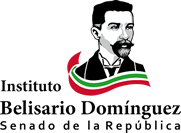 Instituto
Belisario Domínguez
Senado de la República